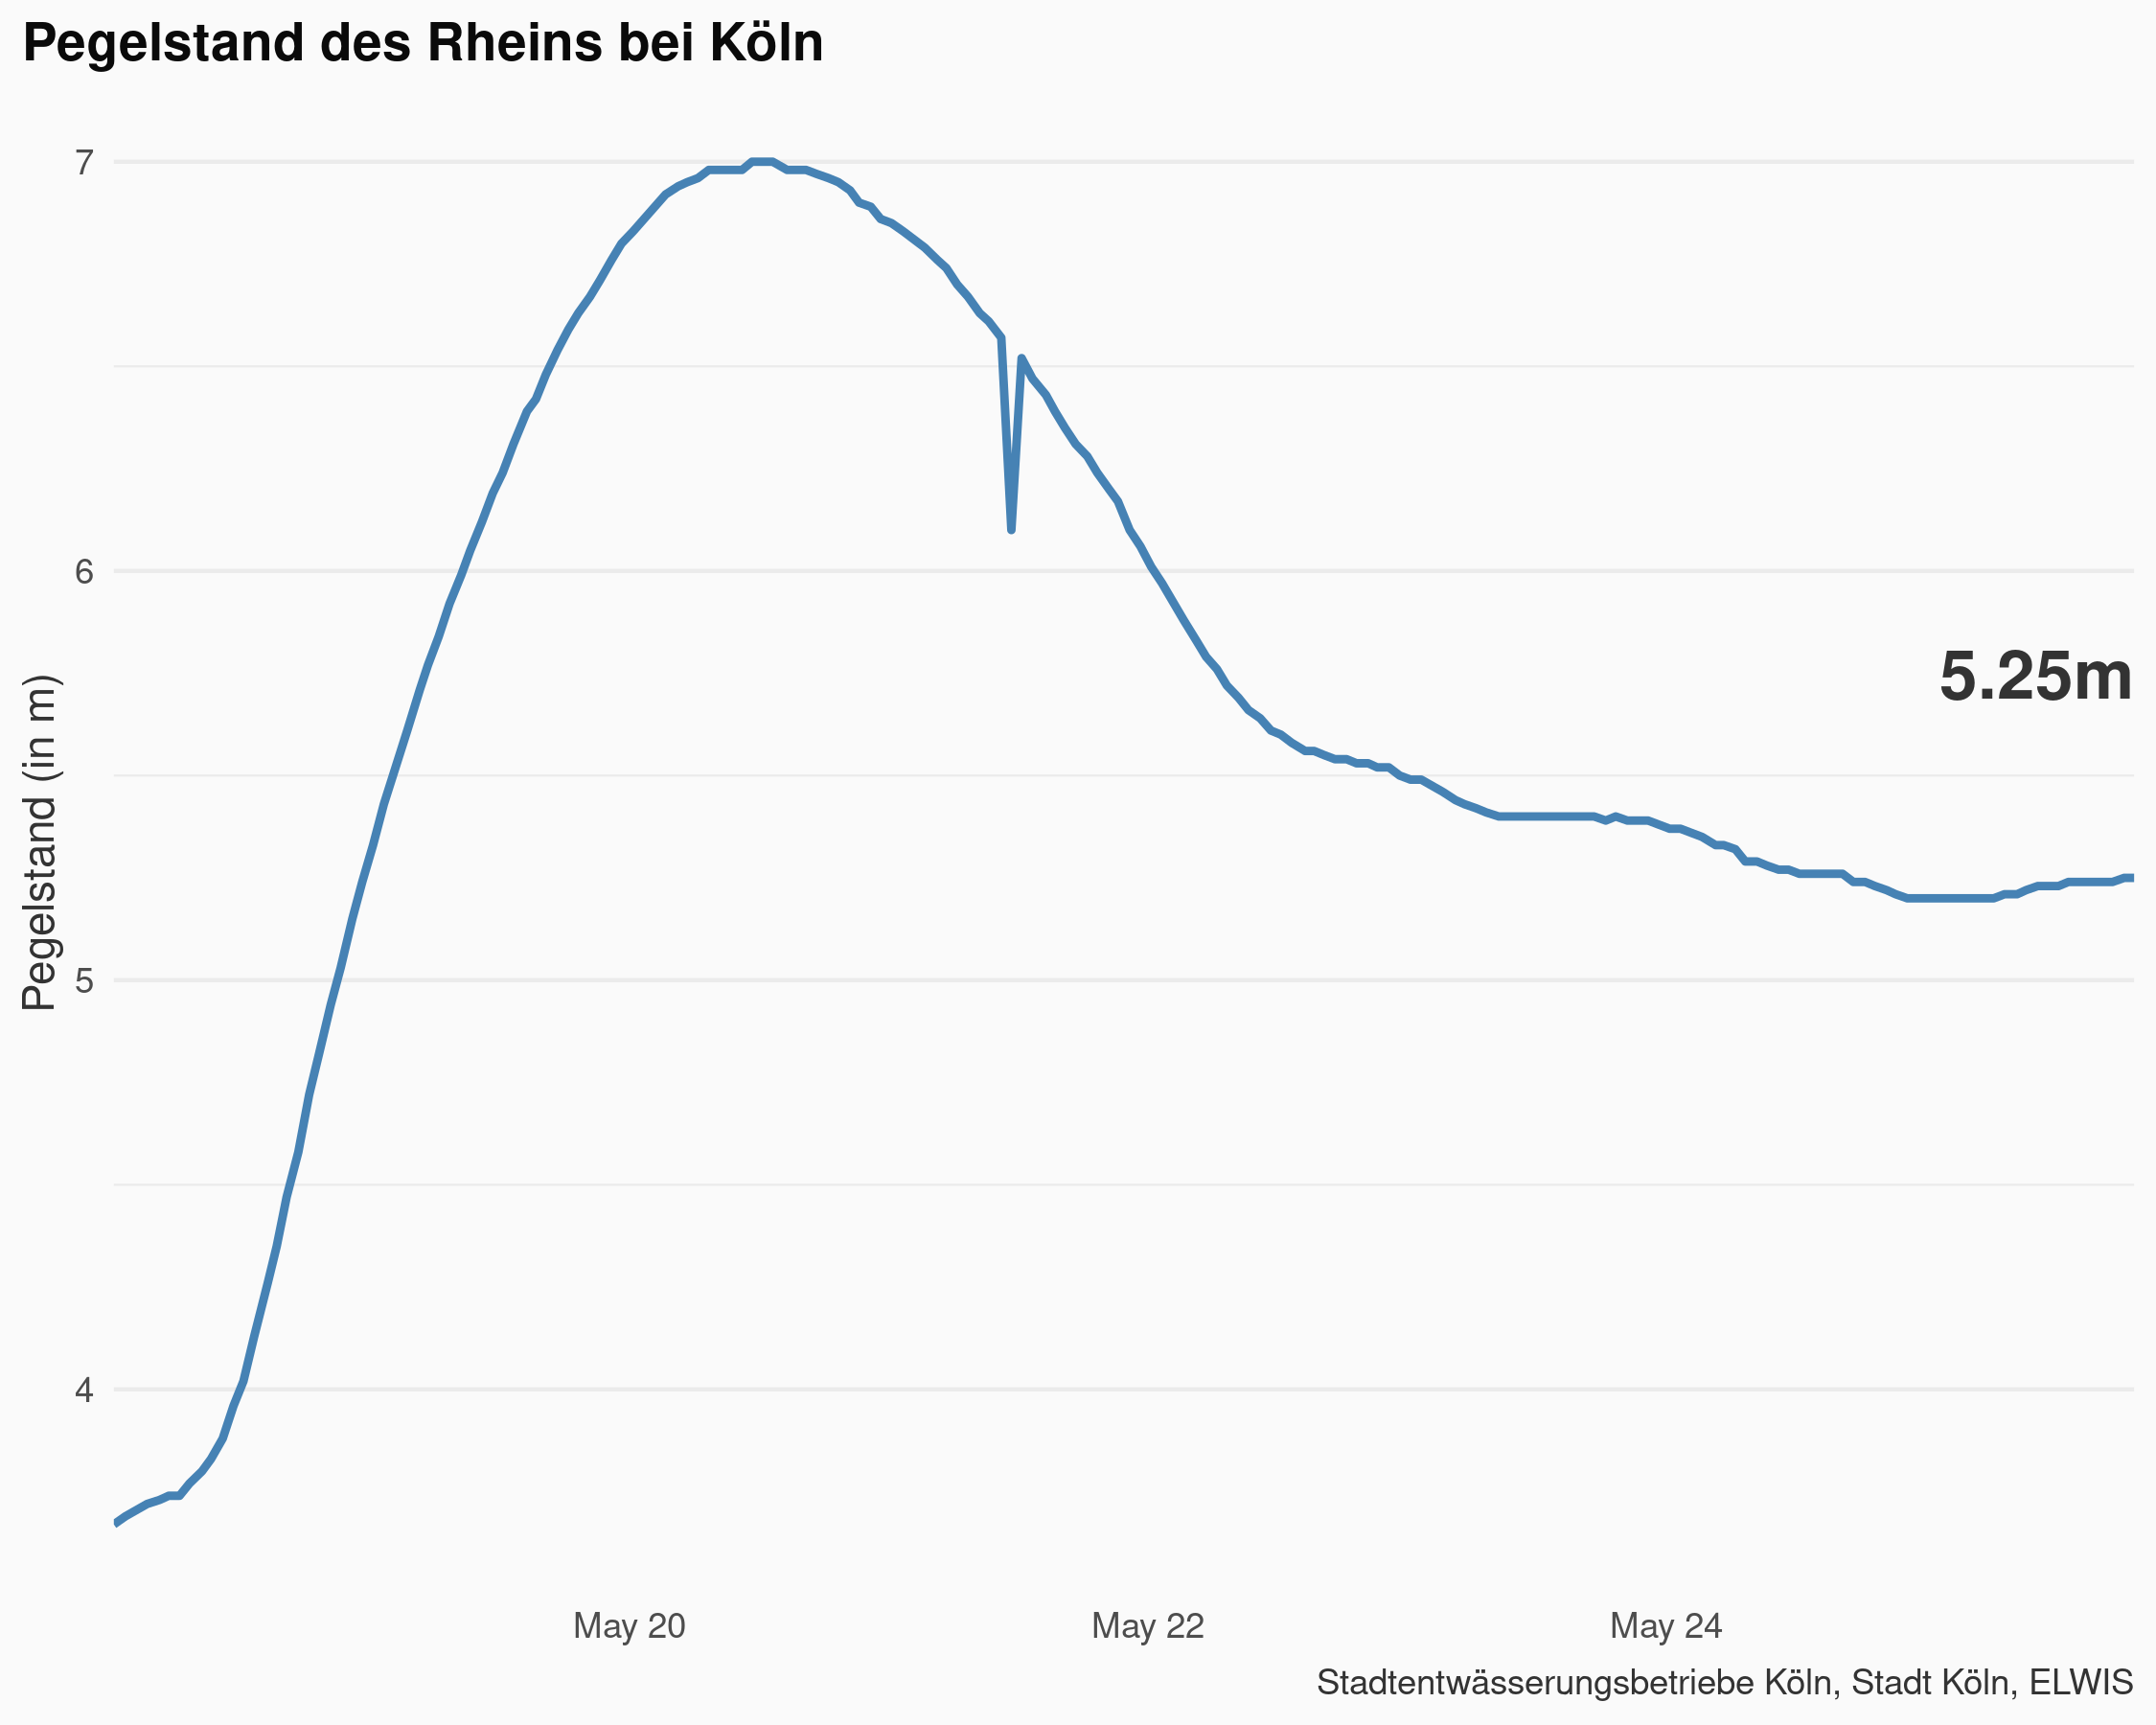 Pegelstand des Rheins bei Köln
7
6
5.25m
Pegelstand (in m)
5
4
May 20
May 22
May 24
Stadtentwässerungsbetriebe Köln, Stadt Köln, ELWIS